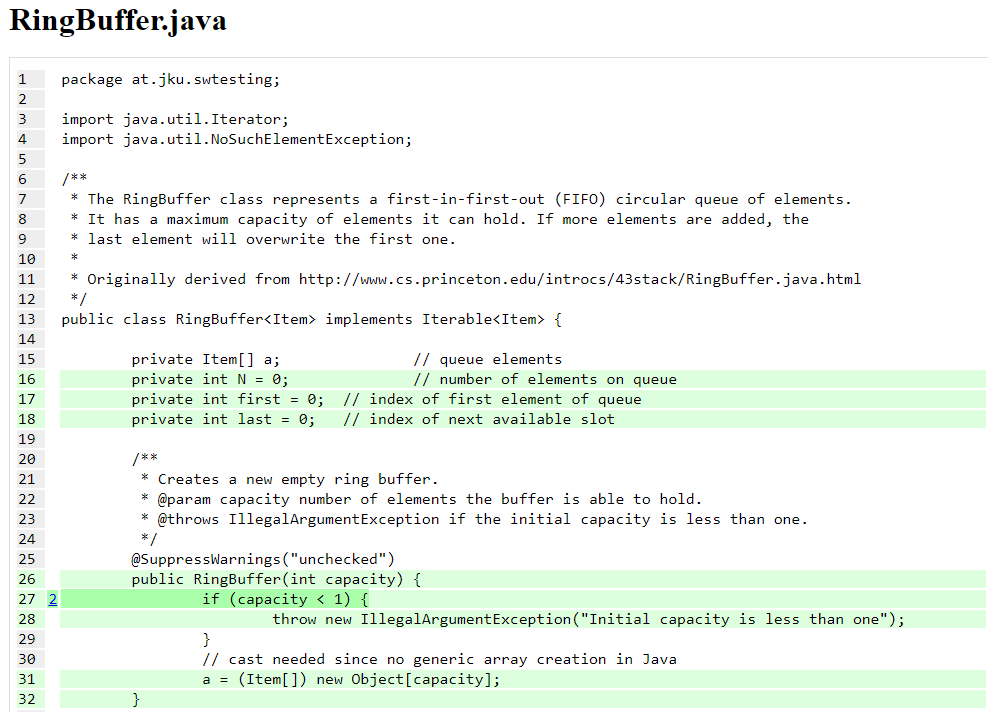 RingBuffer.java
1 package at.jku.swtesting;
2
3 import java.util.Iterator;
4 import java.util.NoSuchElementException;
5
6 /**
7 * The RingBuffer class represents a first-in-first-out (FIFO) circular queue of elements.
8 * It has a maximum capacity of elements it can hold. If more elements are added, the
9 * last element will overwrite the first one.
10 *
11 * Originally derived from http://www.cs.princeton.edu/introcs/43stack/RingBuffer.java.html
12 */
13 public class RingBuffer<Item> implements Iterable<Item> {
14
15 private Item[] a; // queue elements
16 private int N = 0; // number of elements on queue
17 private int first = 0; // index of first element of queue
18 private int last = 0; // index of next available slot
19
20 /**
21 * Creates a new empty ring buffer.
22 * @param capacity number of elements the buffer is able to hold.
23 * @throws IllegalArgumentException if the initial capacity is less than one.
24 */
25 @SuppressWarnings("unchecked")
26 public RingBuffer(int capacity) {
27 2 if (capacity < 1) {
28 throw new IllegalArgumentException("Initial capacity is less than one");
29 }
30 // cast needed since no generic array creation in Java
31 a = (Item[]) new Object[capacity];
32 }